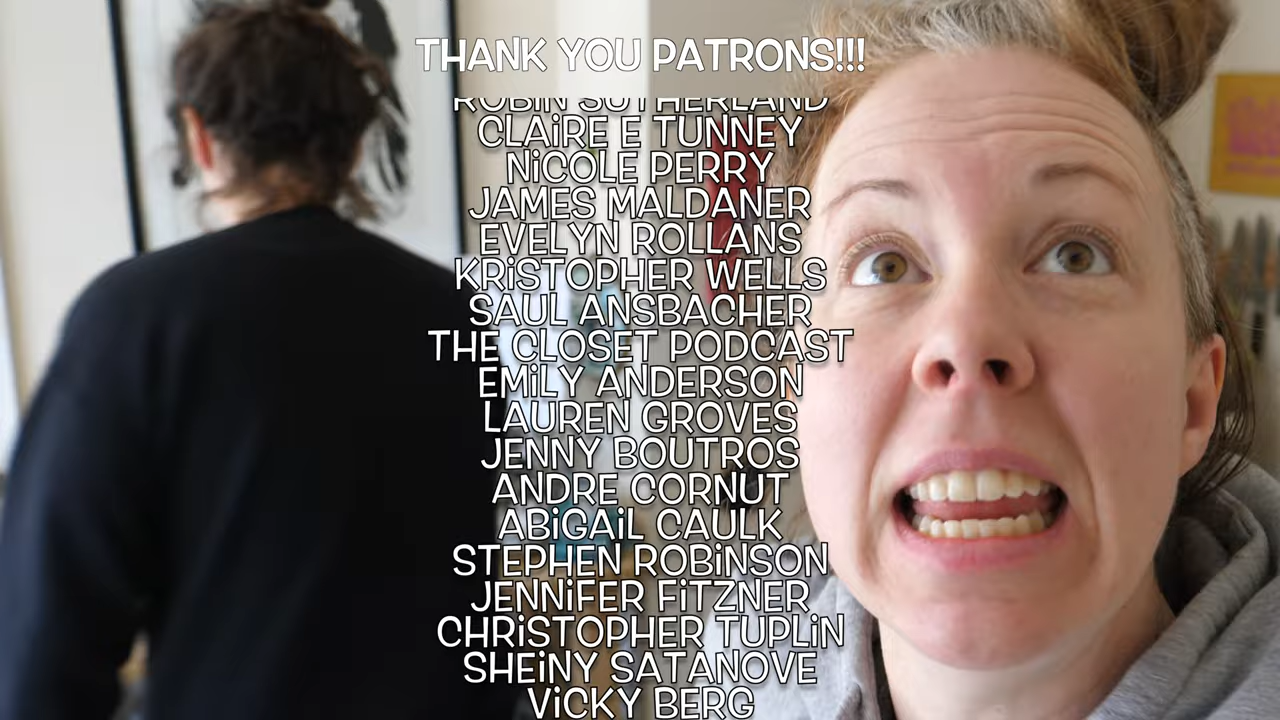 THANK YOU PATRONS!!!
ROBiN SUTHERLAND
CLAiRE E TUNNEY
NiCOLE PERRY
JAMES MALDANER
EVELYN ROLLANS
KRiSTOPHER WELLS
SAUL ANSBACHER
THE CLOSET PODCAST
EMiLY ANDERSON
LAUREN GROVES
JENNY BOUTROS
ANDRE CORNUT
ABiGAiL CAULK
STEPHEN ROBiNSON
JENNiFER FiTZNER
CHRiSTOPHER TUPLiN
SHEiNY SATANOVE
ViCKY BERG